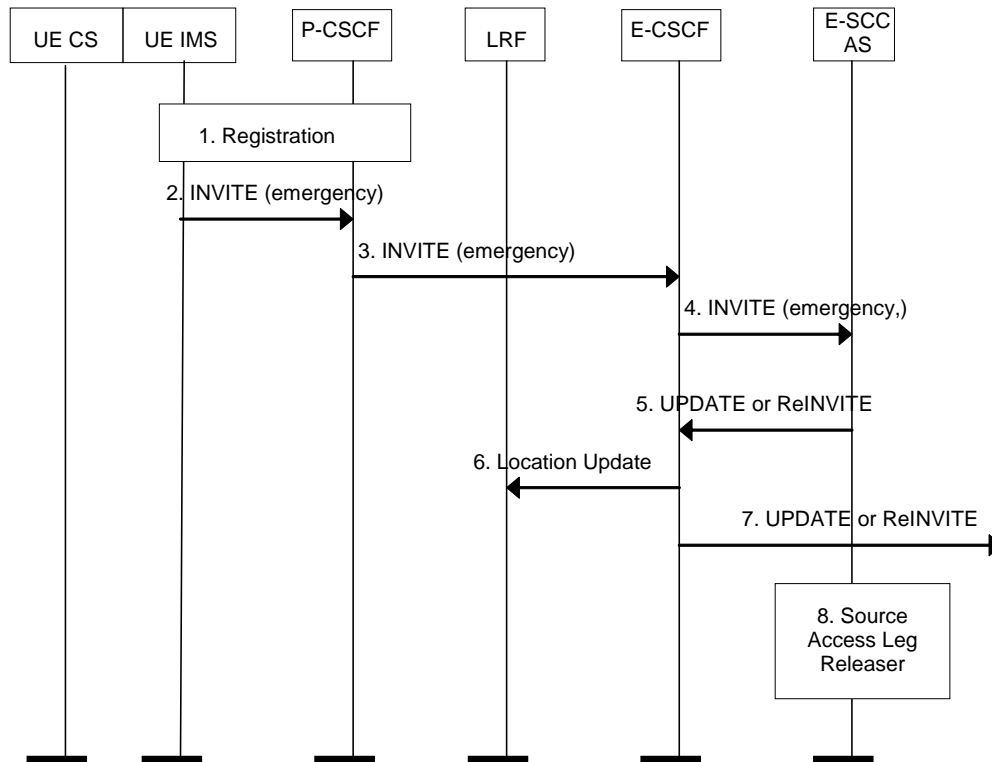 UE CS
UE IMS
P-CSCF
LRF
E-CSCF
E-SCC
AS
1. Registration
2. INVITE (emergency)
3. INVITE (emergency)
4. INVITE (emergency,)
5. UPDATE or ReINVITE
6. Location Update
7. UPDATE or ReINVITE
8. Source
Access Leg
Releaser